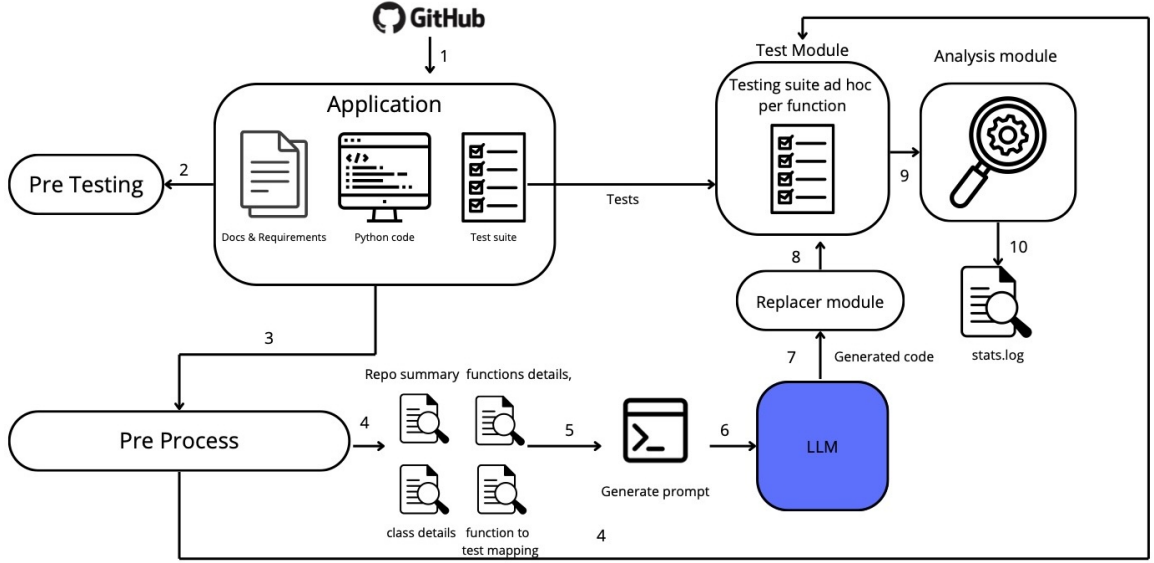 GitHub
1
Test Module
Analysis module
Application
Testing suite ad hoc
per function
</>
2
Pre Testing
9
Tests
Docs & Requirements
Python code
Test suite
8
10
Replacer module
3
7
Generated code
stats.log
Repo summary
functions details,
4
5
6
Pre Process
LLM
Generate prompt
class details
function to
test mapping
4